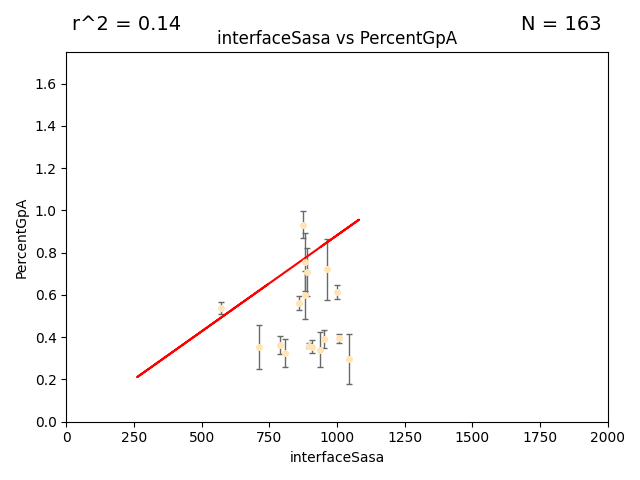 r^2 = 0.14
N = 163
interfaceSasa vs PercentGpA
1.6
1.4
1.2
1.0
0.8
0.6
0.4
0.2
0.0
PercentGpA
0 250 500 750 1000 1250 1500 1750 2000
interfaceSasa